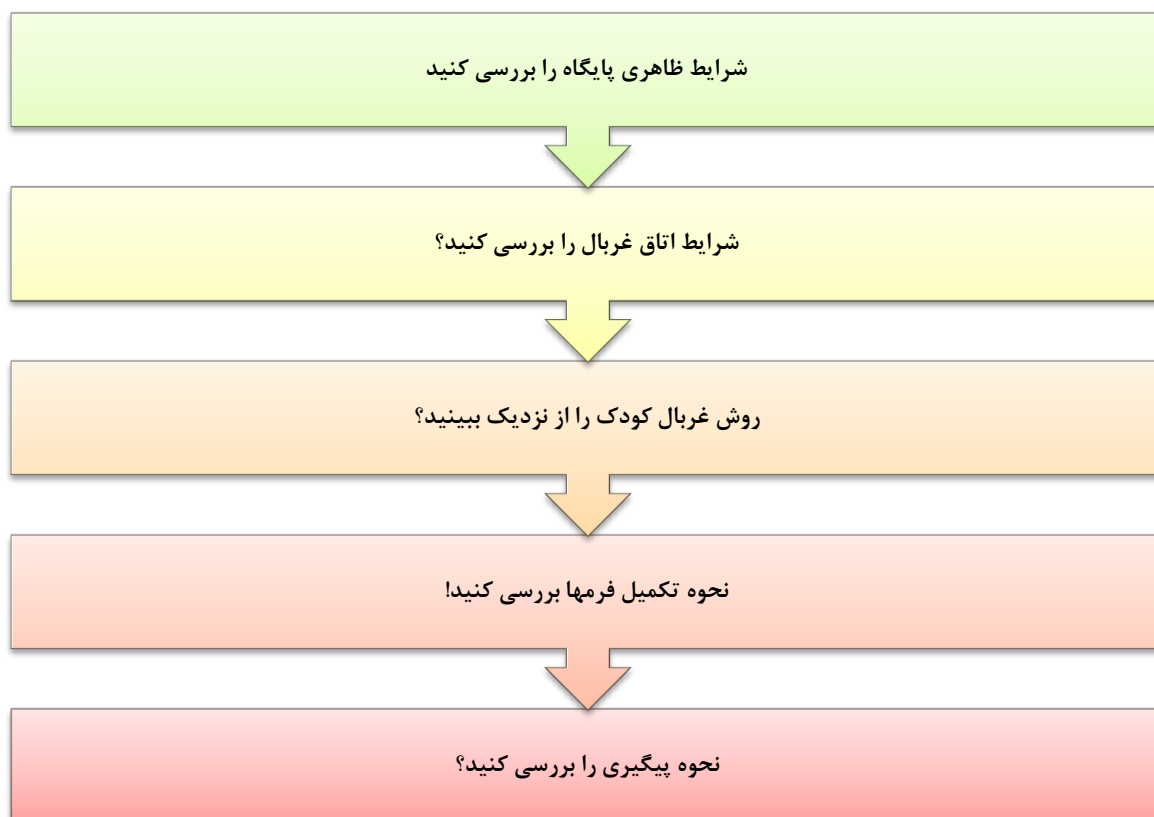 شرایط ظاهری پایگاه را بررسی کنید
شرایط اتاق غربال را بررسی کنید؟
روش غربال کودک را از نزدیک ببینید؟
نحوه تکمیل فرمها بررسی کنید!
نحوه پیگیری را بررسی کنید؟